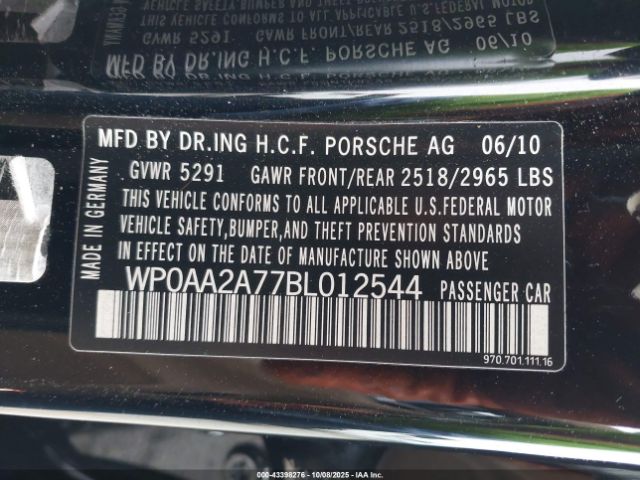 MFD BY DR.ING H.C.F. PORSCHE AG 06/10
GVWR 5291 GAWR FRONT/REAR 2518/2965 LBS
THIS VEHICLE CONFORMS TO ALL APPLICABLE U.S.FEDERAL MOTOR
VEHICLE SAFETY,BUMPER,AND THEFT PREVENTION STANDARDS
IN EFFECT ON THE DATE OF MANUFACTURE SHOWN ABOVE
WP0AA2A77BL012544 PASSENGER CAR
MADE IN GERMANY
970.701.111.16
000-43398276 - 10/08/2025 - IAA Inc.